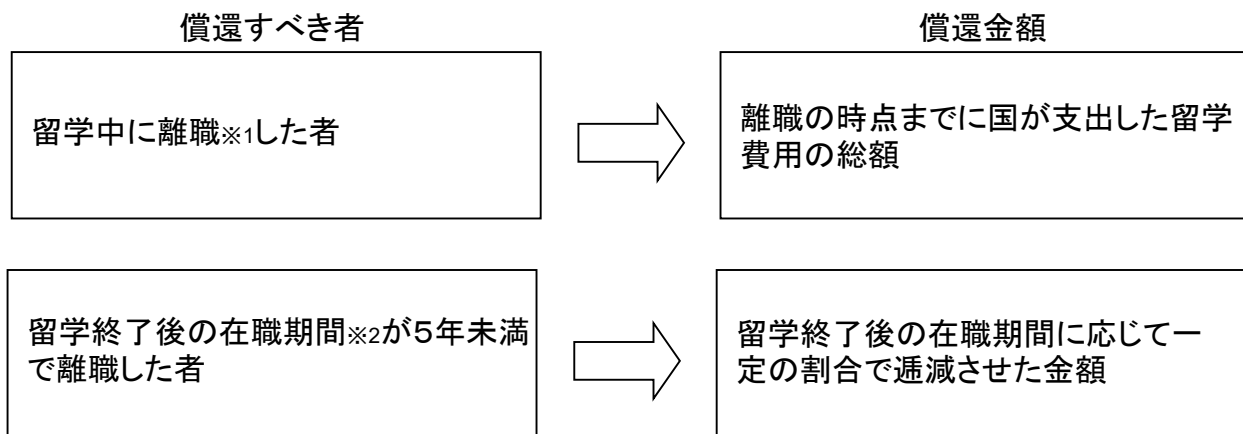 償還すべき者
償還金額
留学中に離職※1した者
離職の時点までに国が支出した留学
費用の総額
留学終了後の在職期間※2が５年未満
で離職した者
留学終了後の在職期間に応じて一
定の割合で逓減させた金額